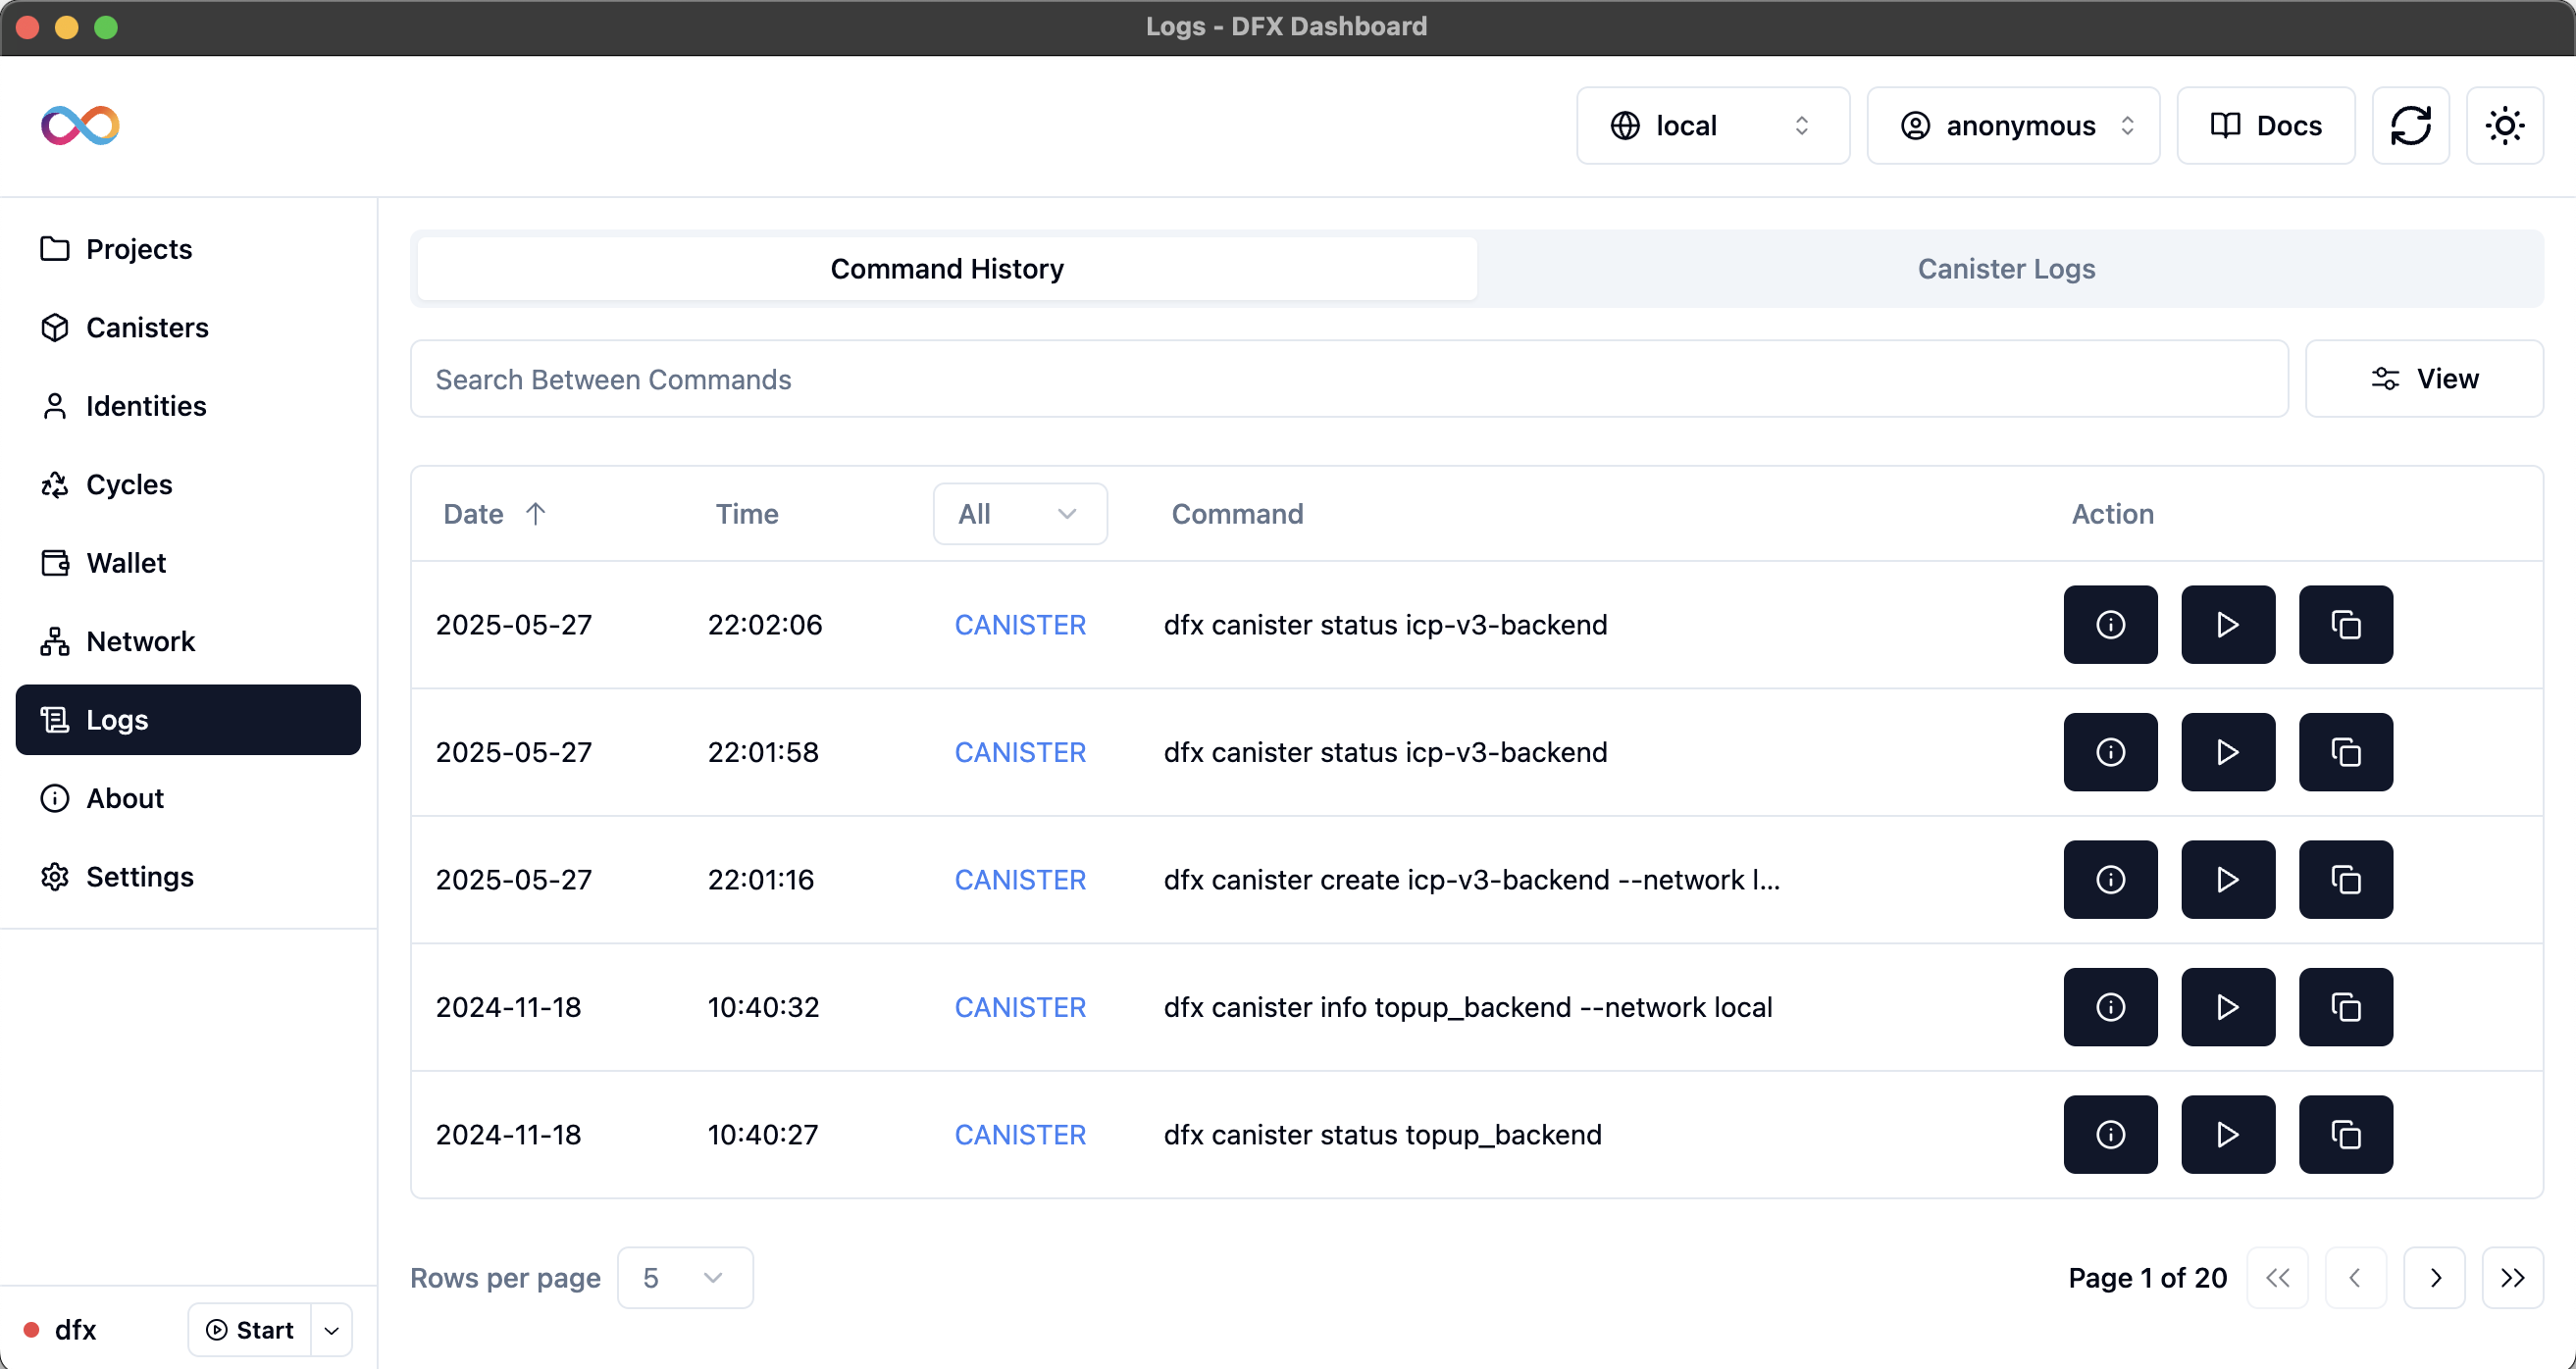 Logs - DFX Dashboard
local
anonymous
Docs
Projects
Canisters
Identities
Cycles
Wallet
Network
Logs
About
Settings
dfx
Start
Command History
Canister Logs
Search Between Commands
View
Date Time All Command Action
2025-05-27 22:02:06 CANISTER dfx canister status icp-v3-backend
2025-05-27 22:01:58 CANISTER dfx canister status icp-v3-backend
2025-05-27 22:01:16 CANISTER dfx canister create icp-v3-backend --network l...
2024-11-18 10:40:32 CANISTER dfx canister info topup_backend --network local
2024-11-18 10:40:27 CANISTER dfx canister status topup_backend
Rows per page 5
Page 1 of 20